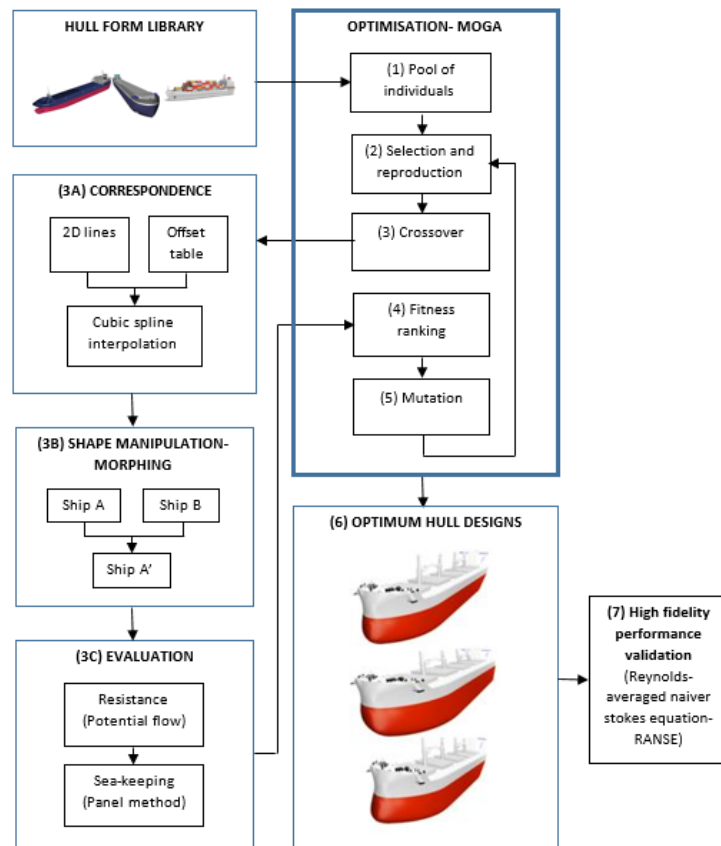 HULL FORM LIBRARY
OPTIMISATION- MOGA
(1) Pool of
individuals
(2) Selection and
reproduction
(3) Crossover
(3A) CORRESPONDENCE
2D lines
Offset
table
Cubic spline
interpolation
(4) Fitness
ranking
(5) Mutation
(3B) SHAPE MANIPULATION-
MORPHING
Ship A
Ship B
Ship A'
(3C) EVALUATION
Resistance
(Potential flow)
Sea-keeping
(Panel method)
(6) OPTIMUM HULL DESIGNS
(7) High fidelity
performance
validation
(Reynolds-
averaged naiver
stokes equation-
RANSE)